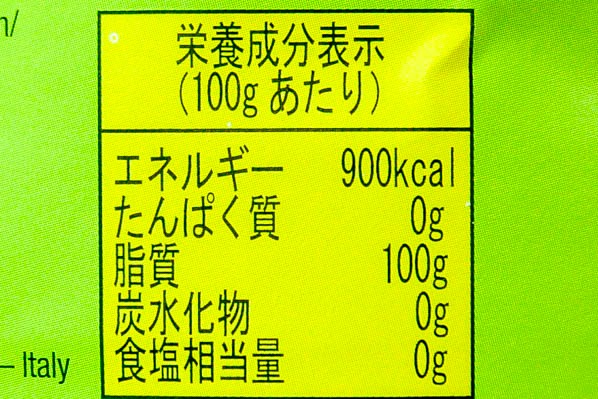 n/
栄養成分表示
(100g あたり)
エネルギー 900kcal
たんぱく質 0g
脂質 100g
炭水化物 0g
食塩相当量 0g
– Italy